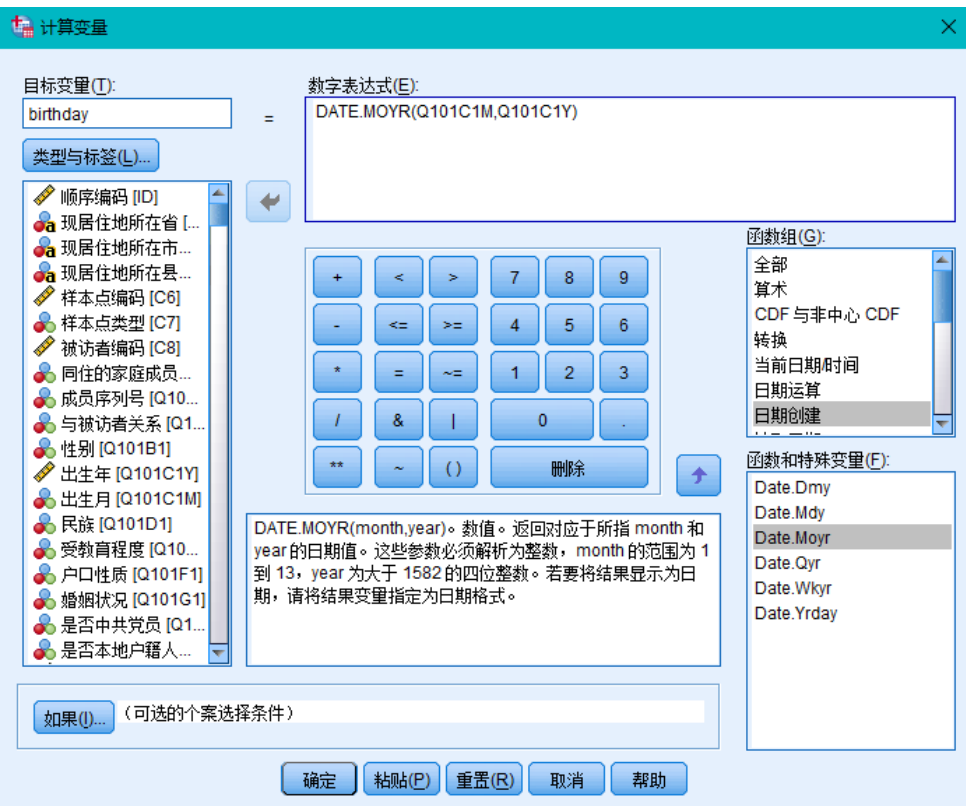 计算变量
目标变量(T):
birthday
=
数字表达式(E):
DATE.MOYR(Q101C1M,Q101C1Y)
类型与标签(L)...
顺序编码 [ID]
现居住地所在省 [...
现居住地所在市...
现居住地所在县...
样本点编码 [C6]
样本点类型 [C7]
被访者编码 [C8]
同住的家庭成员...
成员序列号 [Q10...
与被访者关系 [Q1...
性别 [Q101B1]
出生年 [Q101C1Y]
出生月 [Q101C1M]
民族 [Q101D1]
受教育程度 [Q10...
户口性质 [Q101F1]
婚姻状况 [Q101G1]
是否中共党员 [Q1...
是否本地户籍人...
+ < > 7 8 9
- <= >= 4 5 6
* = ~= 1 2 3
/ & | 0 .
** ~ ( ) 删除
函数组(G):
全部
算术
CDF 与非中心 CDF
转换
当前日期/时间
日期运算
日期创建
函数和特殊变量(F):
Date.Dmy
Date.Mdy
Date.Moyr
Date.Qyr
Date.Wkyr
Date.Yrday
DATE.MOYR(month,year)。数值。返回对应于所指 month 和
year 的日期值。这些参数必须解析为整数，month 的范围为 1
到 13，year 为大于 1582 的四位整数。若要将结果显示为日
期，请将结果变量指定为日期格式。
如果(I)...
（可选的个案选择条件）
确定 粘贴(P) 重置(R) 取消 帮助